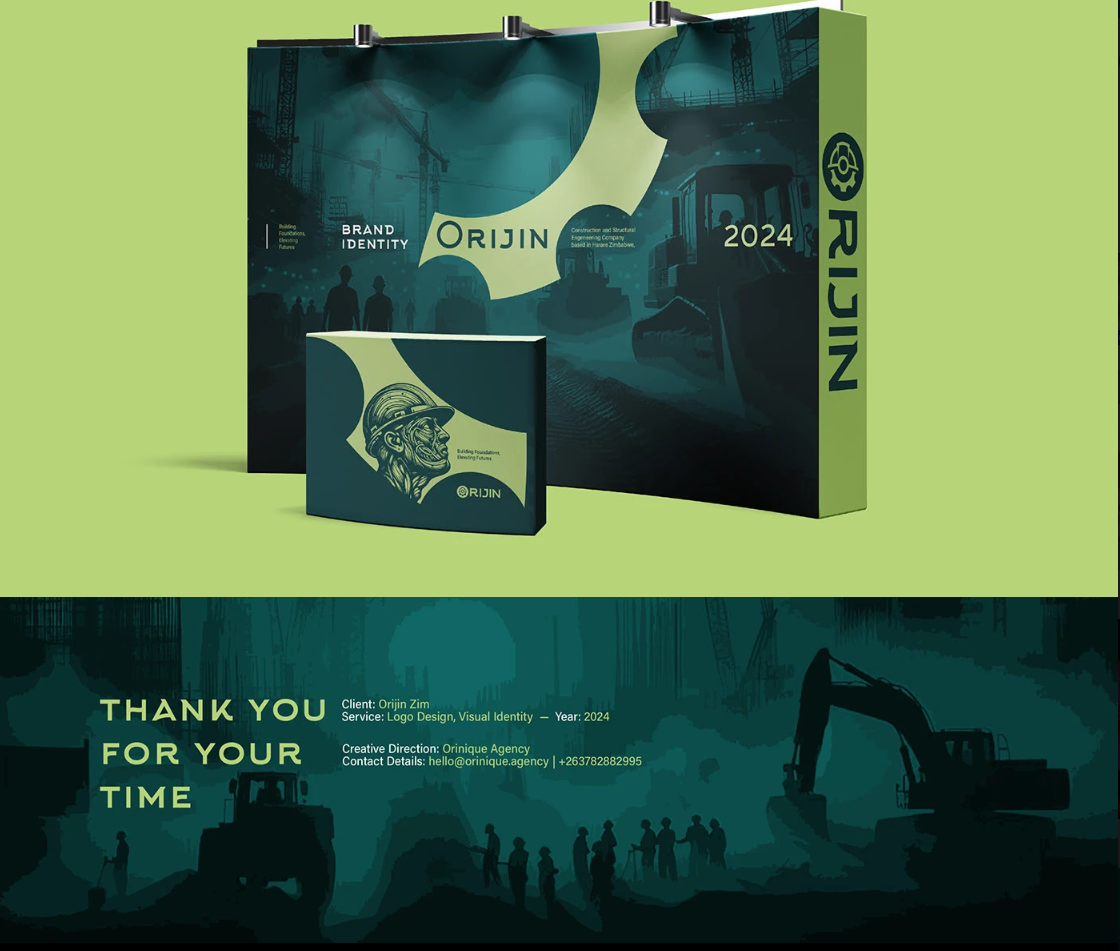 Building
Foundations,
Elevating
Futures
BRAND
IDENTITY
ORIJIN
Construction and Structural
Engeneering Company
based in Harare Zimbabwe,
2024
ORIJIN
Building Foundations,
Elevating Futures
ORIJIN
THANK YOU
FOR YOUR
TIME
Client: Orijin Zim
Service: Logo Design, Visual Identity — Year: 2024
Creative Direction: Orinique Agency
Contact Details: hello@orinique.agency | +263782882995